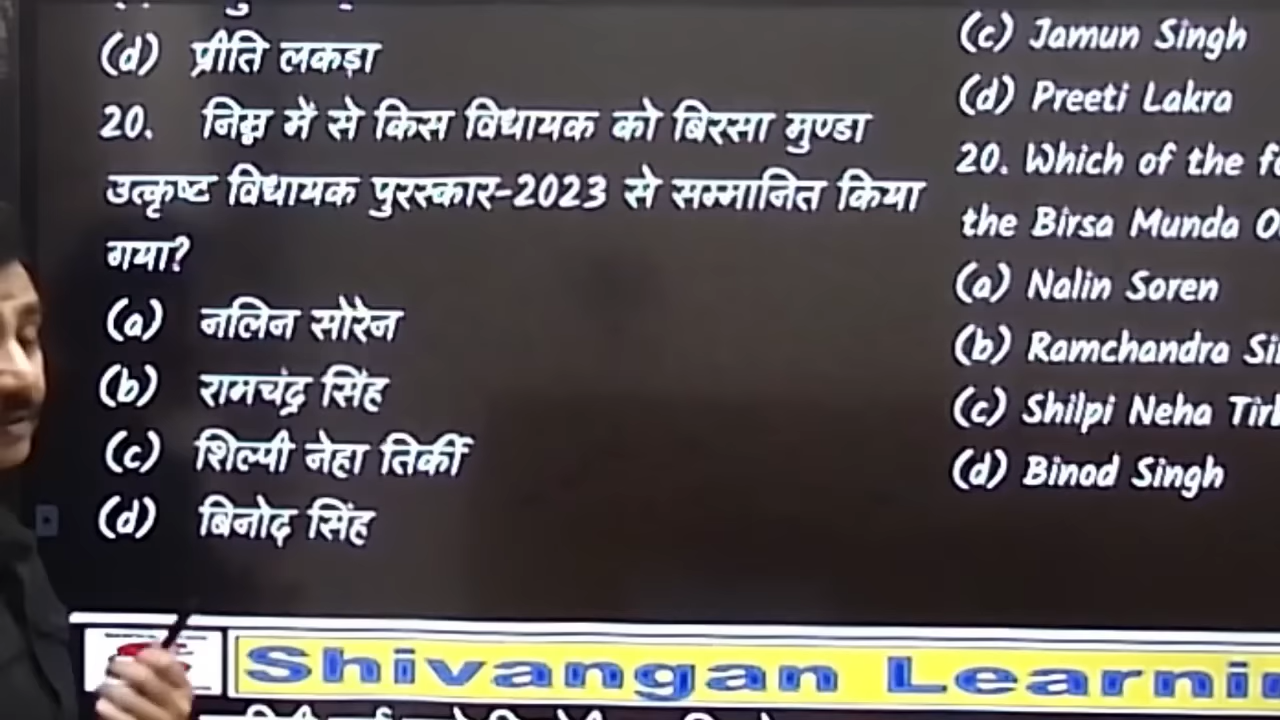 (d) प्रीति लकड़ा
20. निम्न में से किस विधायक को बिरसा मुण्डा
उत्कृष्ट विधायक पुरस्कार-2023 से सम्मानित किया
गया?
(a) नलिन सौरेन
(b) रामचंद्र सिंह
(c) शिल्पी नेहा तिर्की
(d) बिनोद सिंह
(c) Jamun Singh
(d) Preeti Lakra
20. Which of the
the Birsa Munda
(a) Nalin Soren
(b) Ramchandra
(c) Shilpi Neha
(d) Binod Singh
Shivangan